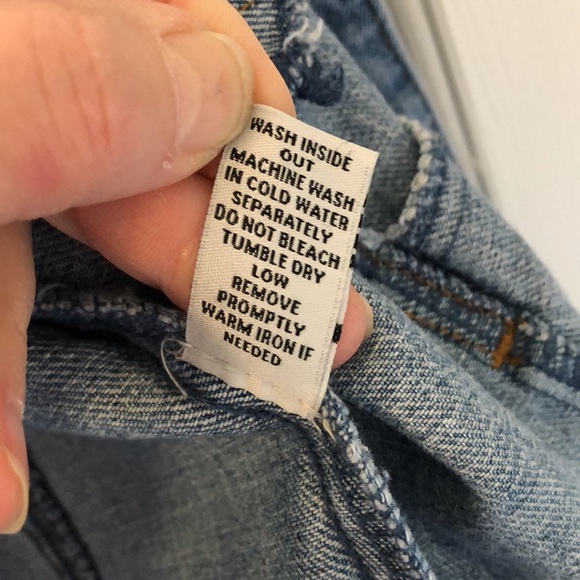 WASH INSIDE
OUT
MACHINE WASH
IN COLD WATER
SEPARATELY
DO NOT BLEACH
TUMBLE DRY
LOW
REMOVE
PROMPTLY
WARM IRON IF
NEEDED